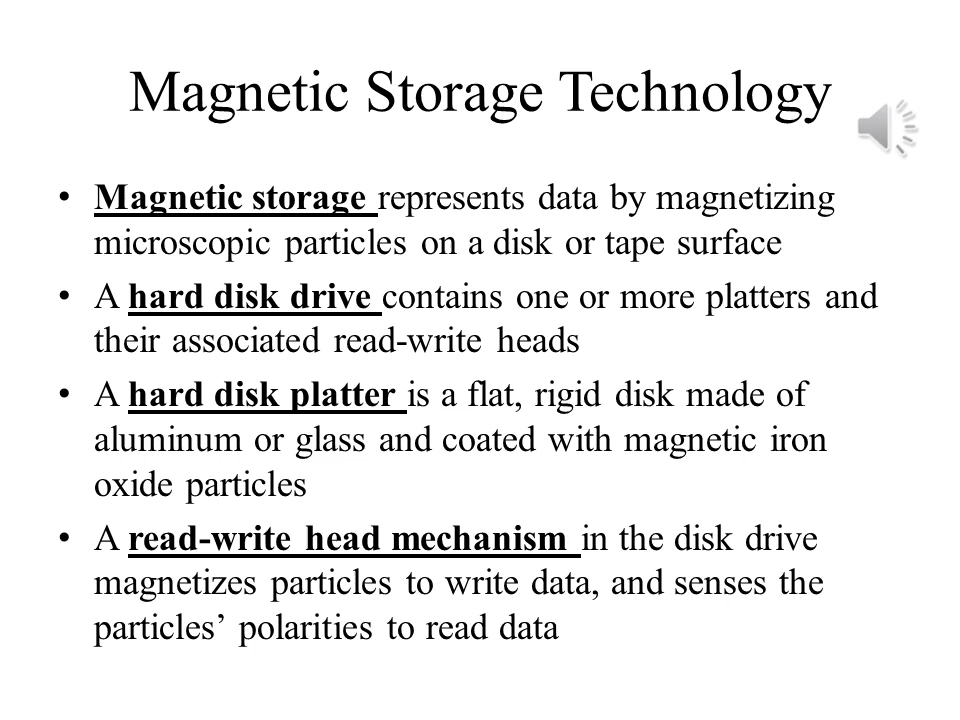 Magnetic Storage Technology
• Magnetic storage represents data by magnetizing
microscopic particles on a disk or tape surface
• A hard disk drive contains one or more platters and
their associated read-write heads
• A hard disk platter is a flat, rigid disk made of
aluminum or glass and coated with magnetic iron
oxide particles
• A read-write head mechanism in the disk drive
magnetizes particles to write data, and senses the
particles’ polarities to read data